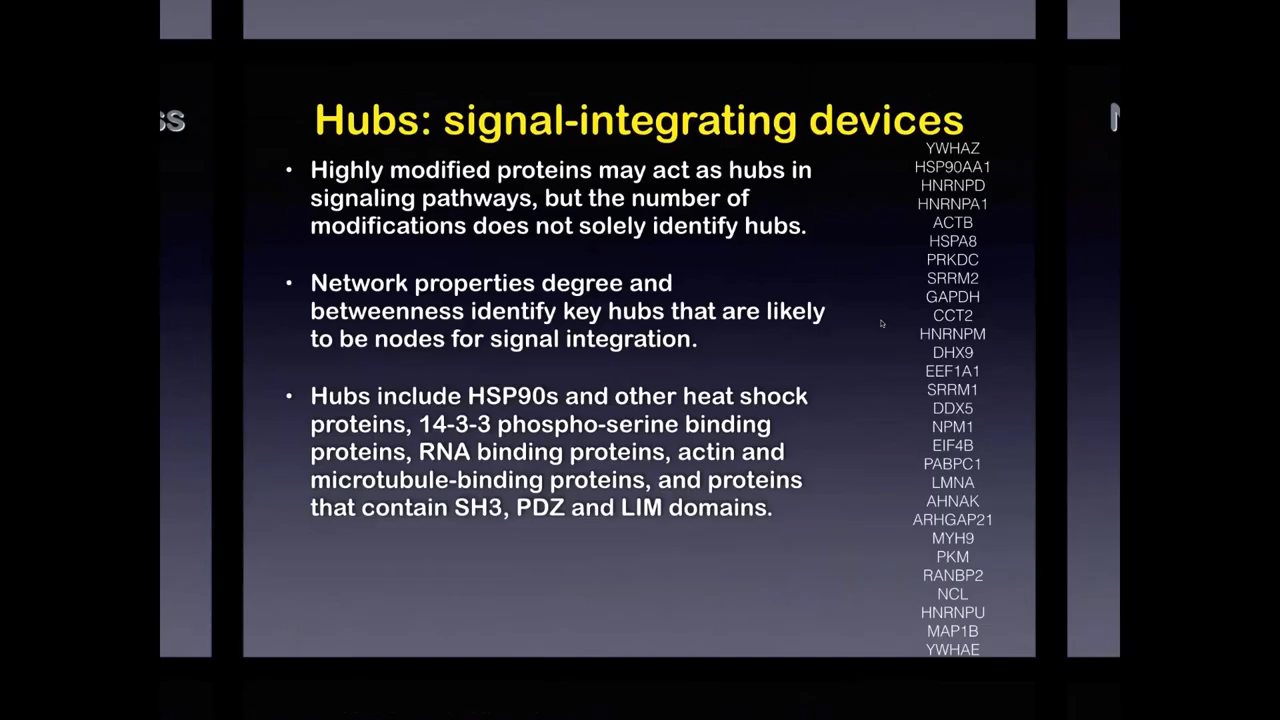 Hubs: signal-integrating devices
• Highly modified proteins may act as hubs in
signaling pathways, but the number of
modifications does not solely identify hubs.
• Network properties degree and
betweenness identify key hubs that are likely
to be nodes for signal integration.
• Hubs include HSP90s and other heat shock
proteins, 14-3-3 phospho-serine binding
proteins, RNA binding proteins, actin and
microtubule-binding proteins, and proteins
that contain SH3, PDZ and LIM domains.
YWHAZ
HSP90AA1
HNRNPD
HNRNPA1
ACTB
HSPA8
PRKDC
SRRM2
GAPDH
CCT2
HNRNPM
DHX9
EEF1A1
SRRM1
DDX5
NPM1
EIF4B
PABPC1
LMNA
AHNAK
ARHGAP21
MYH9
PKM
RANBP2
NCL
HNRNPU
MAP1B
YWHAE